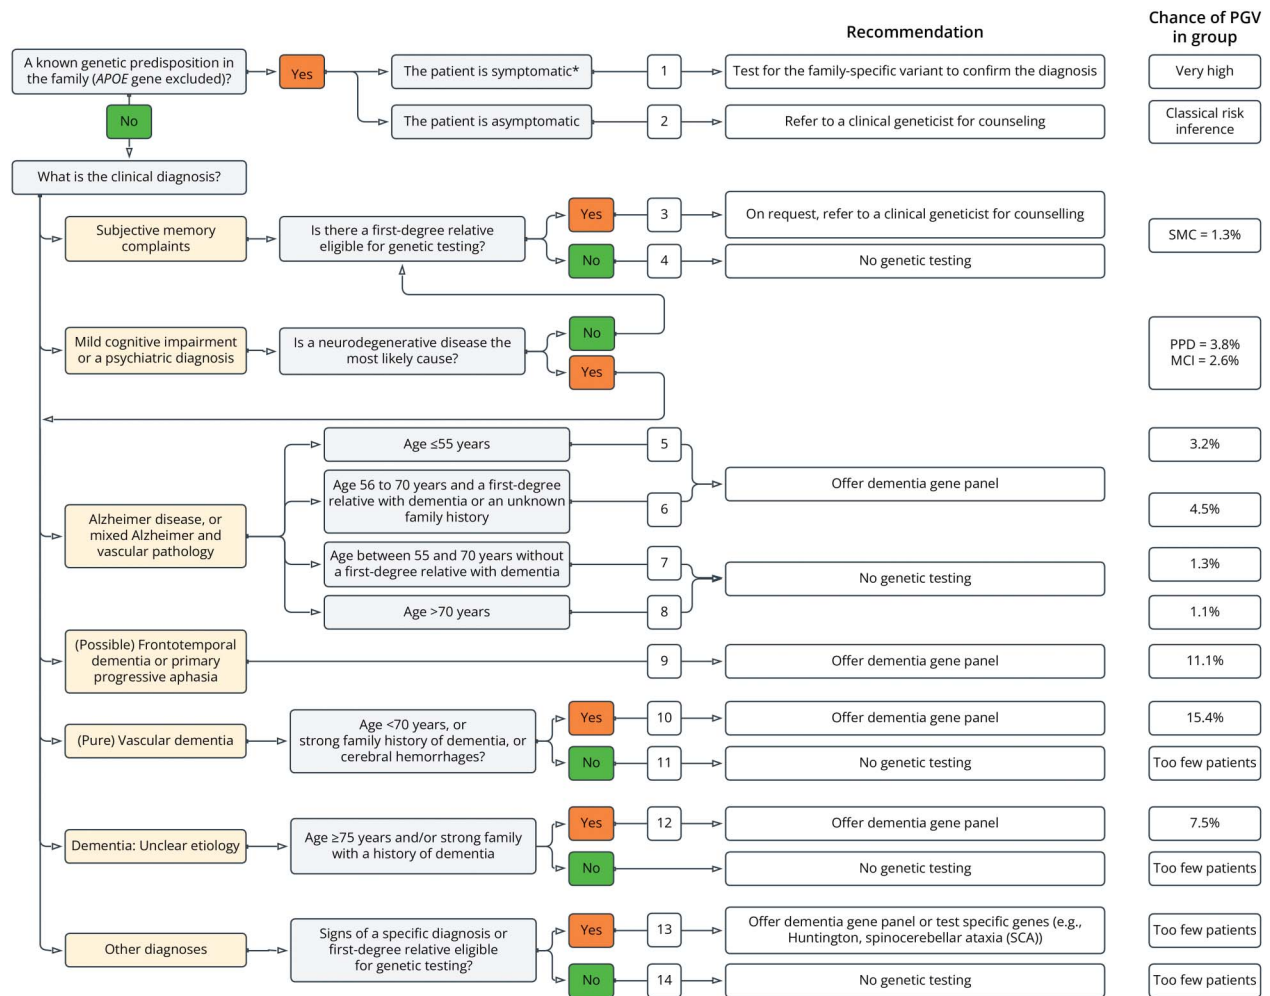 Recommendation
Chance of PGV
in group
A known genetic predisposition in
the family (APOE gene excluded)?
Yes
The patient is symptomatic*
1
Test for the family-specific variant to confirm the diagnosis
Very high
No
The patient is asymptomatic
2
Refer to a clinical geneticist for counseling
Classical risk
inference
What is the clinical diagnosis?
Subjective memory
complaints
Is there a first-degree relative
eligible for genetic testing?
Yes
3
On request, refer to a clinical geneticist for counselling
No
4
No genetic testing
SMC = 1.3%
Mild cognitive impairment
or a psychiatric diagnosis
Is a neurodegenerative disease the
most likely cause?
No
Yes
PPD = 3.8%
MCI = 2.6%
Alzheimer disease, or
mixed Alzheimer and
vascular pathology
Age ≤55 years
5
3.2%
Age 56 to 70 years and a first-degree
relative with dementia or an unknown
family history
6
Offer dementia gene panel
4.5%
Age between 55 and 70 years without
a first-degree relative with dementia
7
1.3%
No genetic testing
Age >70 years
8
1.1%
(Possible) Frontotemporal
dementia or primary
progressive aphasia
9
Offer dementia gene panel
11.1%
(Pure) Vascular dementia
Age <70 years, or
strong family history of dementia, or
cerebral hemorrhages?
Yes
10
Offer dementia gene panel
15.4%
No
11
No genetic testing
Too few patients
Dementia: Unclear etiology
Age ≥75 years and/or strong family
with a history of dementia
Yes
12
Offer dementia gene panel
7.5%
No
No genetic testing
Too few patients
Other diagnoses
Signs of a specific diagnosis or
first-degree relative eligible
for genetic testing?
Yes
13
Offer dementia gene panel or test specific genes (e.g.,
Huntington, spinocerebellar ataxia (SCA))
Too few patients
No
14
No genetic testing
Too few patients